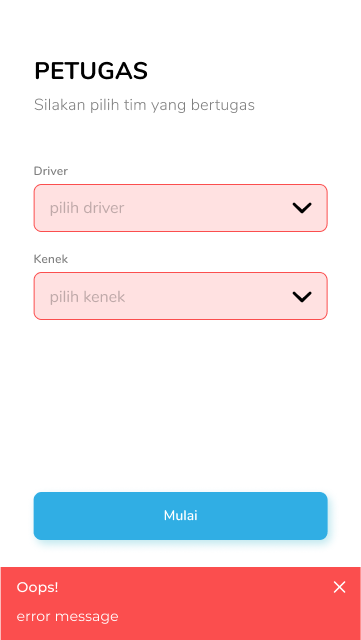 PETUGAS
Silakan pilih tim yang bertugas
Driver
pilih driver
Kenek
pilih kenek
Mulai
Oops!
error message